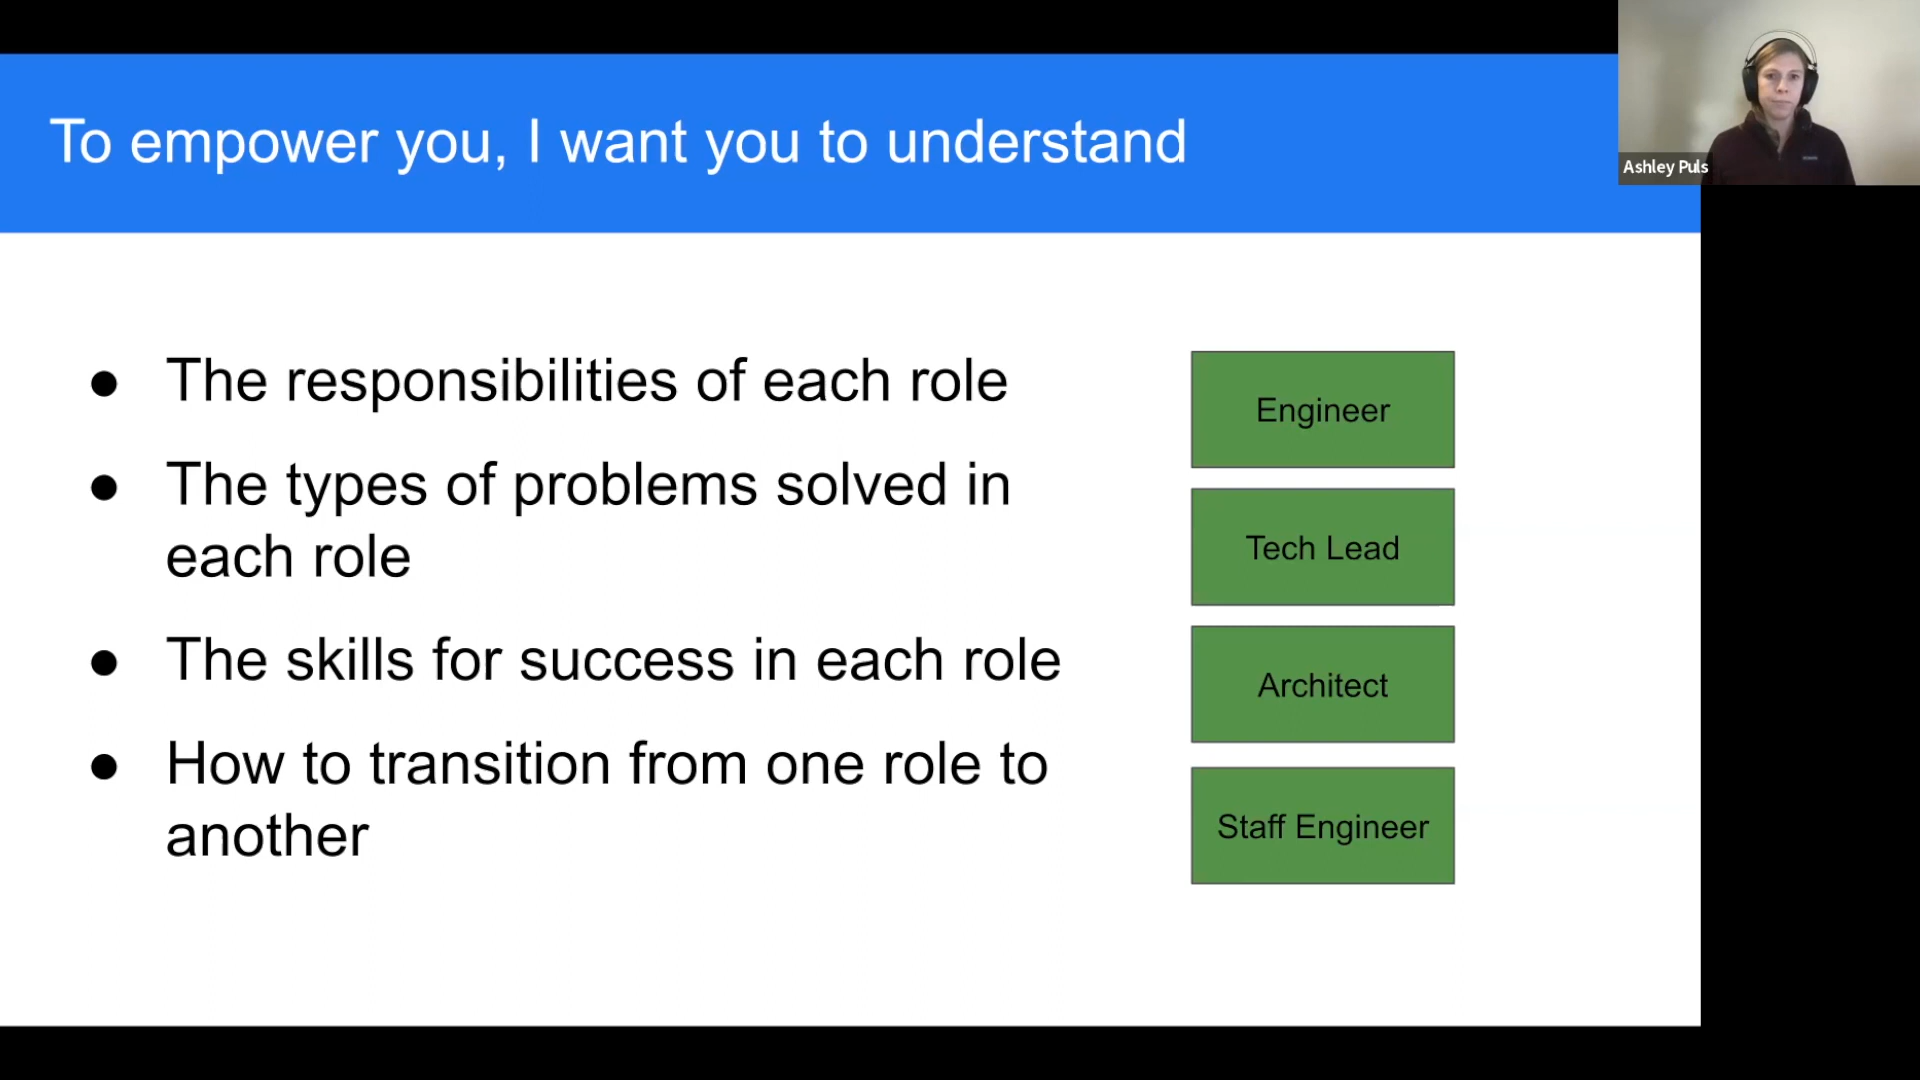 To empower you, I want you to understand
Ashley Puls
● The responsibilities of each role
● The types of problems solved in
each role
● The skills for success in each role
● How to transition from one role to
another
Engineer
Tech Lead
Architect
Staff Engineer